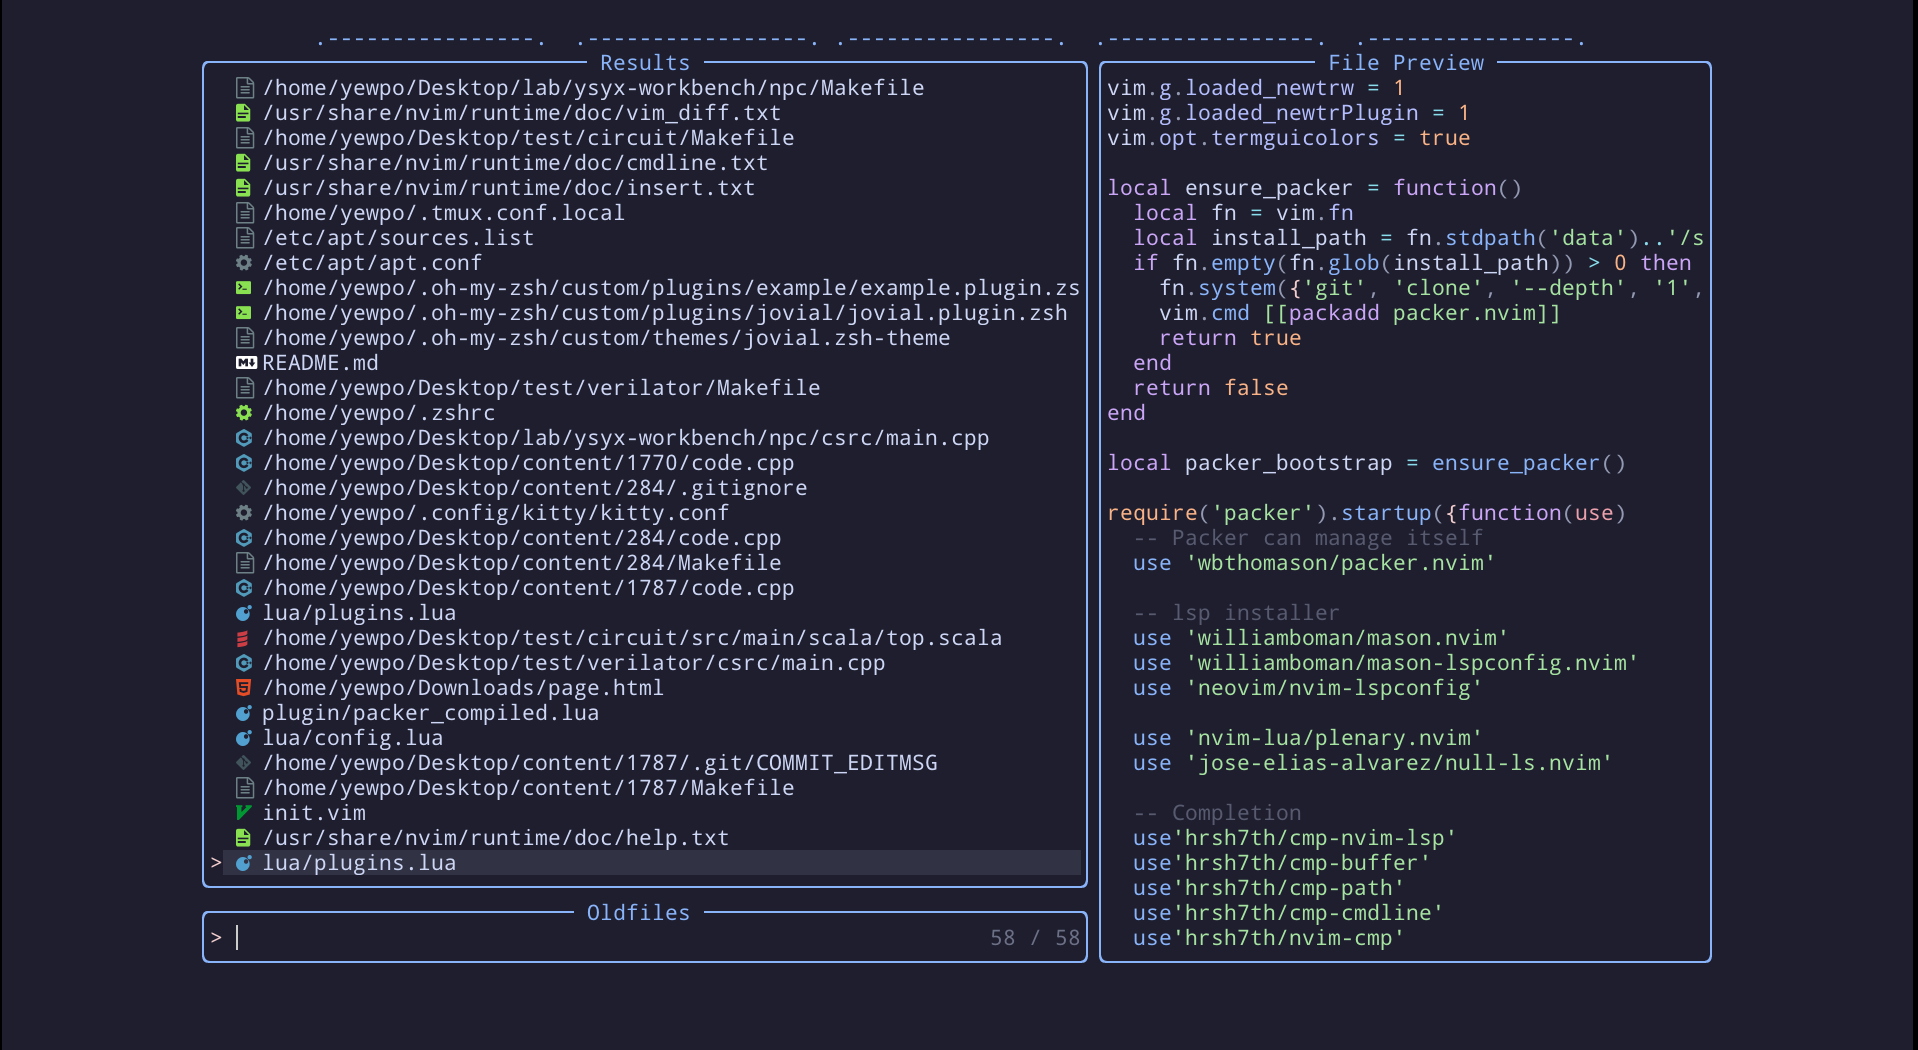 Results
/home/yewpo/Desktop/lab/ysyx-workbench/npc/Makefile
/usr/share/nvim/runtime/doc/vim_diff.txt
/home/yewpo/Desktop/test/circuit/Makefile
/usr/share/nvim/runtime/doc/cmdline.txt
/usr/share/nvim/runtime/doc/insert.txt
/home/yewpo/.tmux.conf.local
/etc/apt/sources.list
/etc/apt/apt.conf
/home/yewpo/.oh-my-zsh/custom/plugins/example/example.plugin.zs
/home/yewpo/.oh-my-zsh/custom/plugins/jovial/jovial.plugin.zsh
/home/yewpo/.oh-my-zsh/custom/themes/jovial.zsh-theme
README.md
/home/yewpo/Desktop/test/verilator/Makefile
/home/yewpo/.zshrc
/home/yewpo/Desktop/lab/ysyx-workbench/npc/csrc/main.cpp
/home/yewpo/Desktop/content/1770/code.cpp
/home/yewpo/Desktop/content/284/.gitignore
/home/yewpo/.config/kitty/kitty.conf
/home/yewpo/Desktop/content/284/code.cpp
/home/yewpo/Desktop/content/284/Makefile
/home/yewpo/Desktop/content/1787/code.cpp
lua/plugins.lua
/home/yewpo/Desktop/test/circuit/src/main/scala/top.scala
/home/yewpo/Desktop/test/verilator/csrc/main.cpp
/home/yewpo/Downloads/page.html
plugin/packer_compiled.lua
lua/config.lua
/home/yewpo/Desktop/content/1787/.git/COMMIT_EDITMSG
/home/yewpo/Desktop/content/1787/Makefile
init.vim
/usr/share/nvim/runtime/doc/help.txt
> lua/plugins.lua
Oldfiles
> 58 / 58
File Preview
vim.g.loaded_newtrw = 1
vim.g.loaded_newtrPlugin = 1
vim.opt.termguicolors = true
local ensure_packer = function()
  local fn = vim.fn
  local install_path = fn.stdpath('data')..'/s
  if fn.empty(fn.glob(install_path)) > 0 then
    fn.system({'git', 'clone', '--depth', '1',
    vim.cmd [[packadd packer.nvim]]
    return true
  end
  return false
end
local packer_bootstrap = ensure_packer()
require('packer').startup({function(use)
  -- Packer can manage itself
  use 'wbthomason/packer.nvim'
  -- lsp installer
  use 'williamboman/mason.nvim'
  use 'williamboman/mason-lspconfig.nvim'
  use 'neovim/nvim-lspconfig'
  use 'nvim-lua/plenary.nvim'
  use 'jose-elias-alvarez/null-ls.nvim'
  -- Completion
  use'hrsh7th/cmp-nvim-lsp'
  use'hrsh7th/cmp-buffer'
  use'hrsh7th/cmp-path'
  use'hrsh7th/cmp-cmdline'
  use'hrsh7th/nvim-cmp'